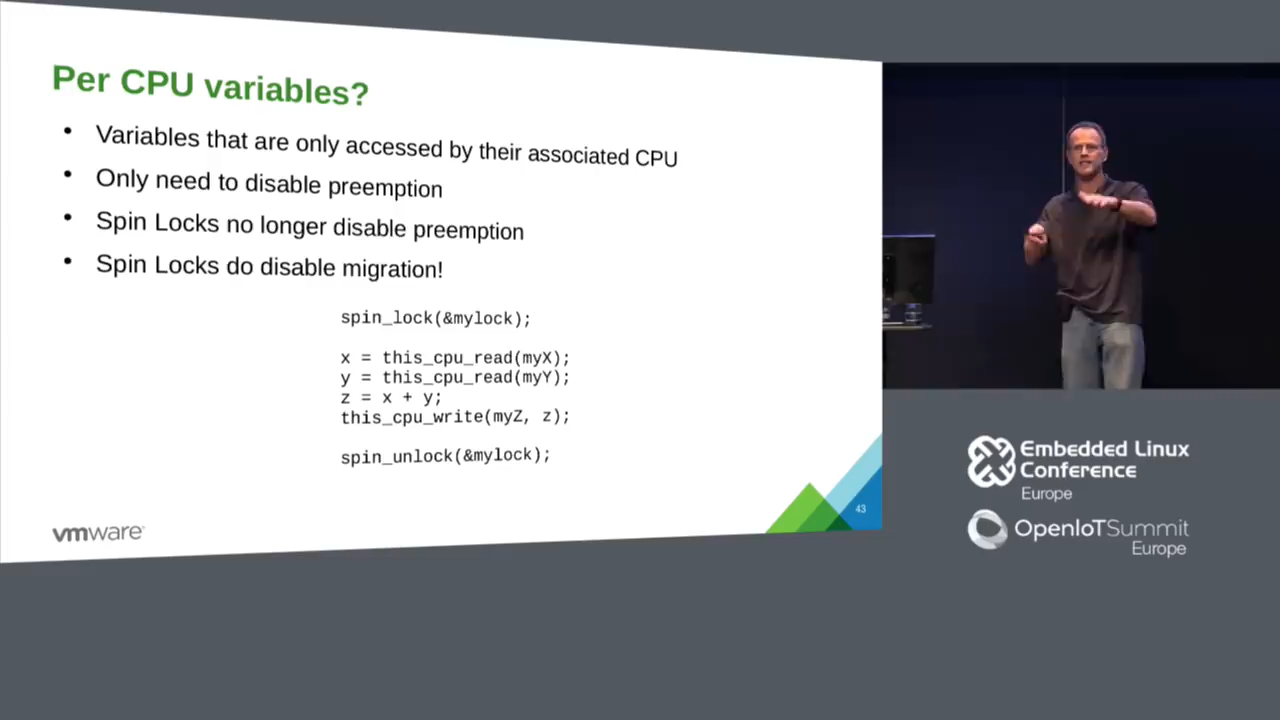 Per CPU variables?
• Variables that are only accessed by their associated CPU
• Only need to disable preemption
• Spin Locks no longer disable preemption
• Spin Locks do disable migration!
spin_lock(&mylock);
x = this_cpu_read(myX);
y = this_cpu_read(myY);
z = x + y;
this_cpu_write(myZ, z);
spin_unlock(&mylock);
43
vmware
Embedded Linux
Conference
Europe
OpenIoTSummit
Europe